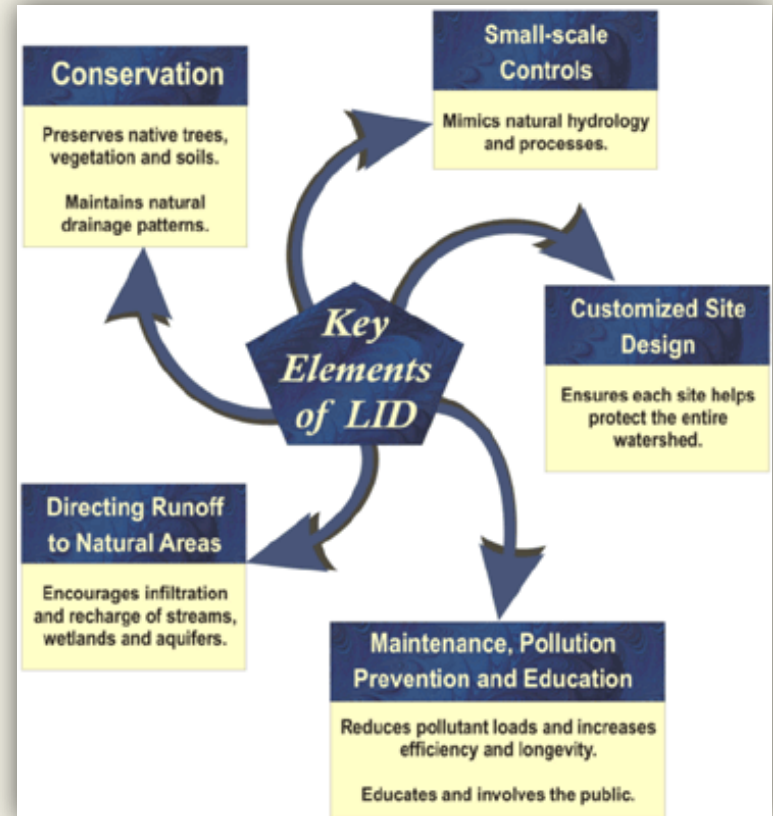 Conservation
Preserves native trees,
vegetation and soils.
Maintains natural
drainage patterns.
Small-scale
Controls
Mimics natural hydrology
and processes.
Key
Elements
of LID
Customized Site
Design
Ensures each site helps
protect the entire
watershed.
Directing Runoff
to Natural Areas
Encourages infiltration
and recharge of streams,
wetlands and aquifers.
Maintenance, Pollution
Prevention and Education
Reduces pollutant loads and increases
efficiency and longevity.
Educates and involves the public.